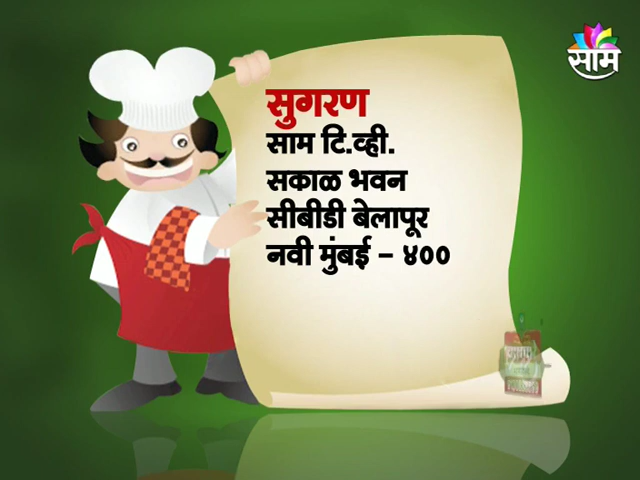 साम
सुगरण
साम टि.व्ही.
सकाळ भवन
सीबीडी बेलापूर
नवी मुंबई – ४००